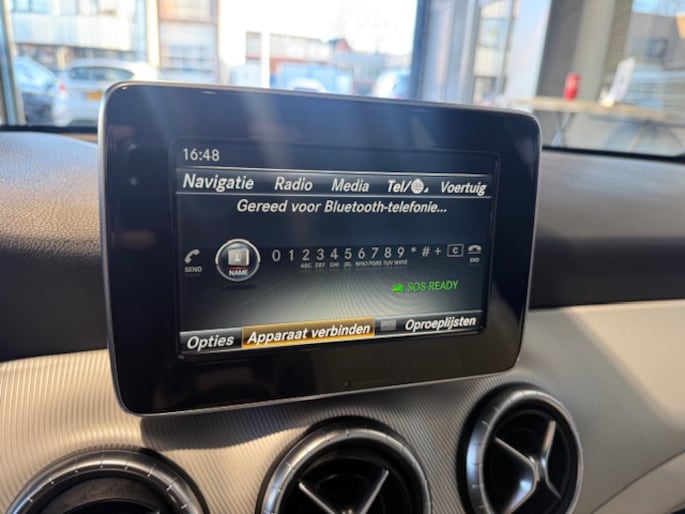 16:48
Navigatie Radio Media Tel/ Voertuig
Gereed voor Bluetooth-telefonie...
SEND NAME 0 1 2 3 4 5 6 7 8 9 * # + C END
ABC DEF GHI JKL MNO PQRS TUV WXYZ
SOS READY
Opties Apparaat verbinden Oproeplijsten